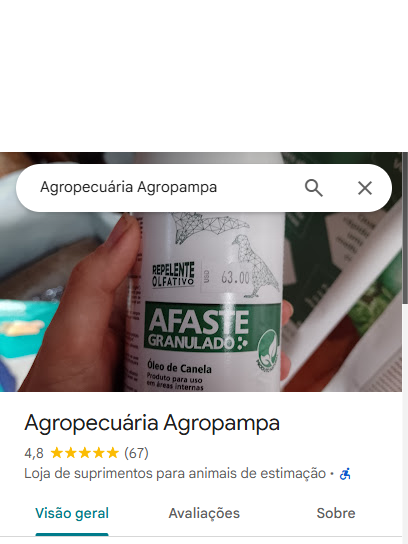 Agropecuária Agropampa
REPELENTE
OLFATIVO
63.00
AFASTE
GRANULADO
Óleo de Canela
Produto para uso
em áreas internas
Agropecuária Agropampa
4,8 (67)
Loja de suprimentos para animais de estimação ·
Visão geral
Avaliações
Sobre